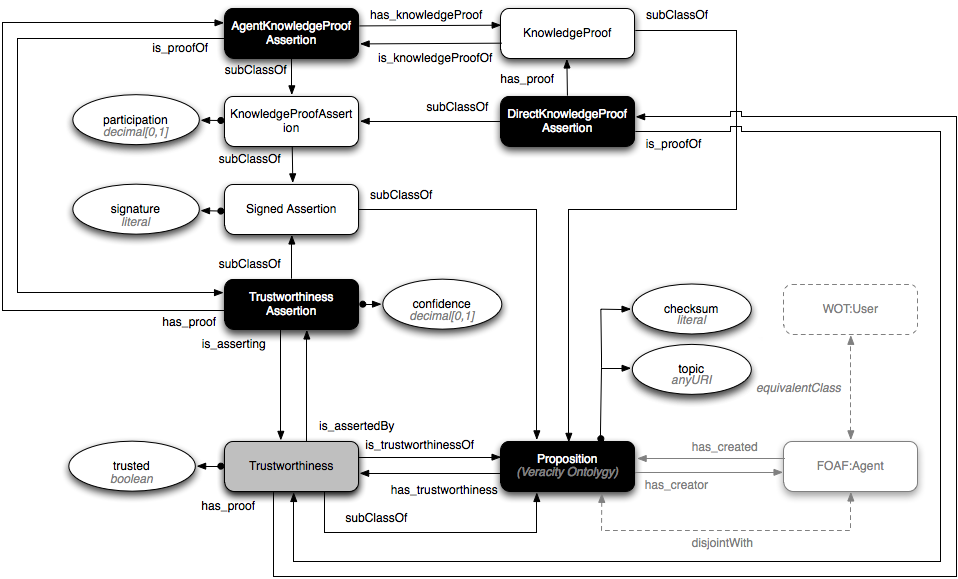 has_knowledgeProof
subClassOf
AgentKnowledgeProof
Assertion
KnowledgeProof
is_proofOf
is_knowledgeProofOf
subClassOf
has_proof
participation
decimal[0,1]
KnowledgeProofAssert
ion
subClassOf
DirectKnowledgeProof
Assertion
is_proofOf
subClassOf
signature
literal
Signed Assertion
subClassOf
subClassOf
Trustworthiness
Assertion
confidence
decimal[0,1]
checksum
literal
WOT:User
has_proof
is_asserting
topic
anyURI
equivalentClass
is_assertedBy
is_trustworthinessOf
has_created
trusted
boolean
Trustworthiness
Proposition
(Veracity Ontolygy)
FOAF:Agent
has_creator
has_trustworthiness
has_proof
subClassOf
disjointWith